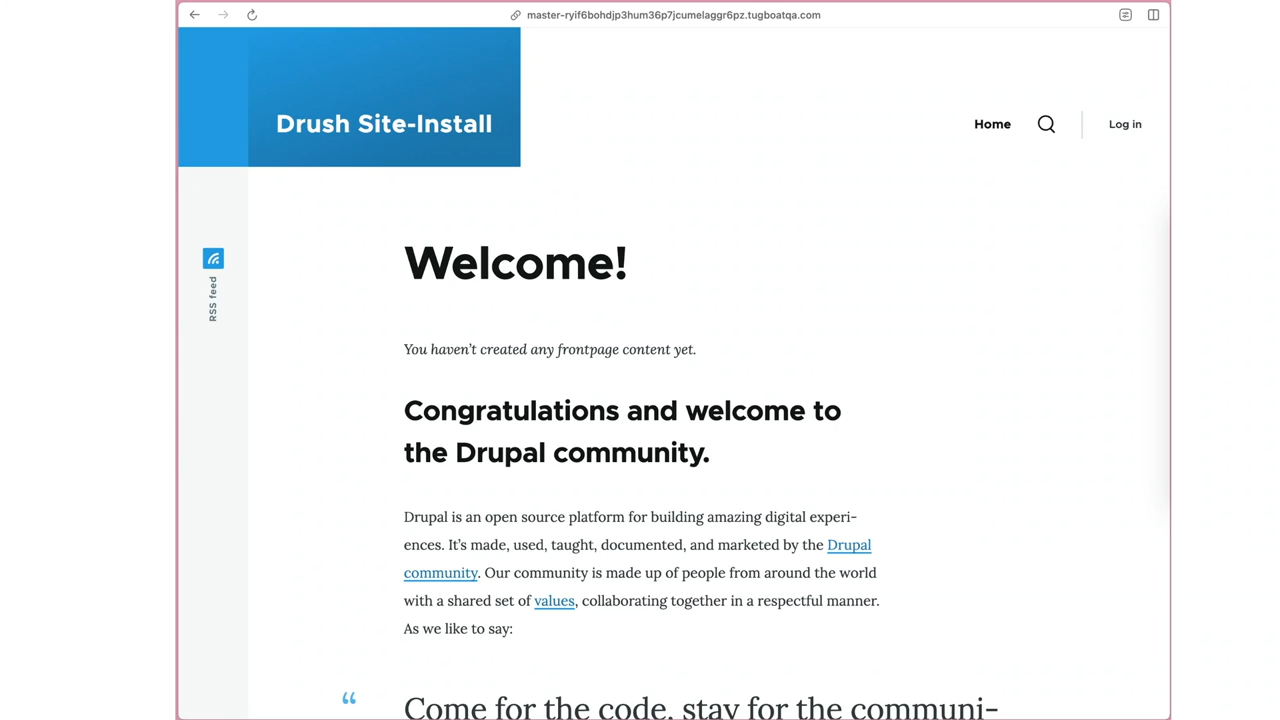 master-ryif6bohdjp3hum36p7jcumelaggr6pz.tugboatqa.com
Drush Site-Install
Home
Log in
RSS feed
Welcome!
You haven’t created any frontpage content yet.
Congratulations and welcome to
the Drupal community.
Drupal is an open source platform for building amazing digital experi-
ences. It’s made, used, taught, documented, and marketed by the Drupal
community. Our community is made up of people from around the world
with a shared set of values, collaborating together in a respectful manner.
As we like to say:
“ Come for the code, stay for the communi-